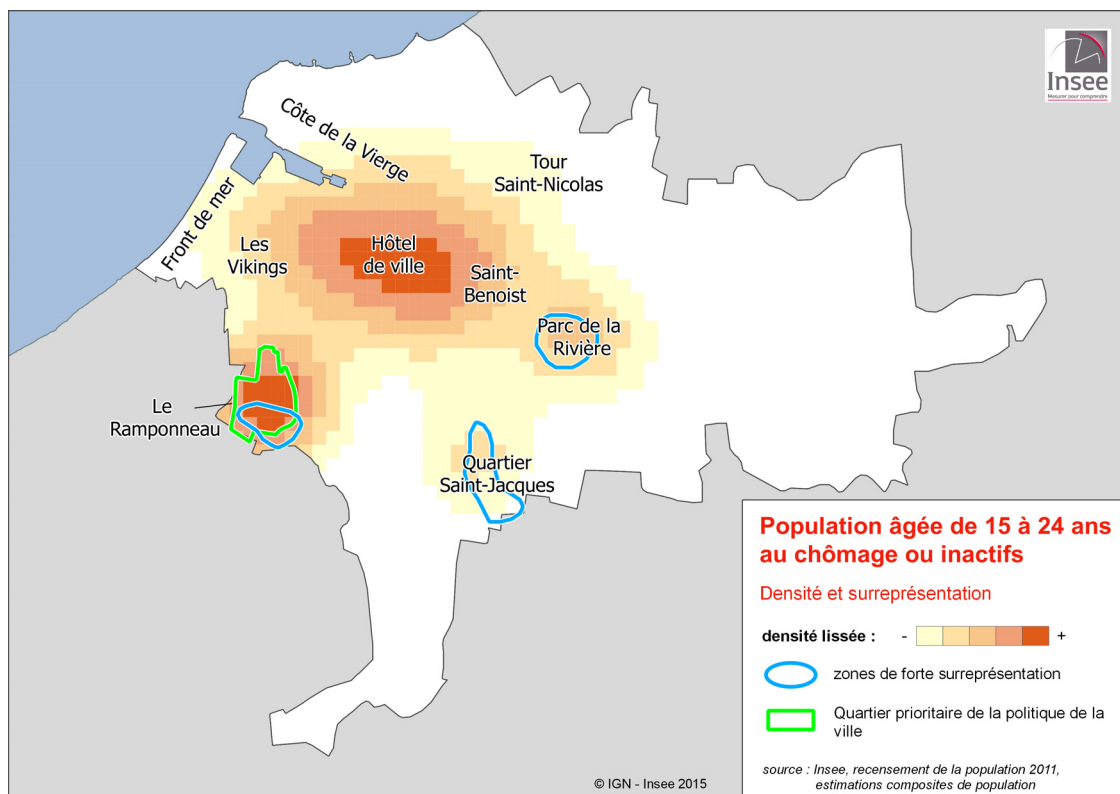 Insee
Mesurer pour comprendre
Côte de la Vierge
Tour
Saint-Nicolas
Front de mer
Les
Vikings
Hôtel
de ville
Saint-
Benoist
Parc de la
Rivière
Le
Ramponneau
Quartier
Saint-Jacques
Population âgée de 15 à 24 ans
au chômage ou inactifs
Densité et surreprésentation
densité lissée : - +
zones de forte surreprésentation
Quartier prioritaire de la politique de la
ville
source : Insee, recensement de la population 2011,
estimations composites de population
© IGN - Insee 2015